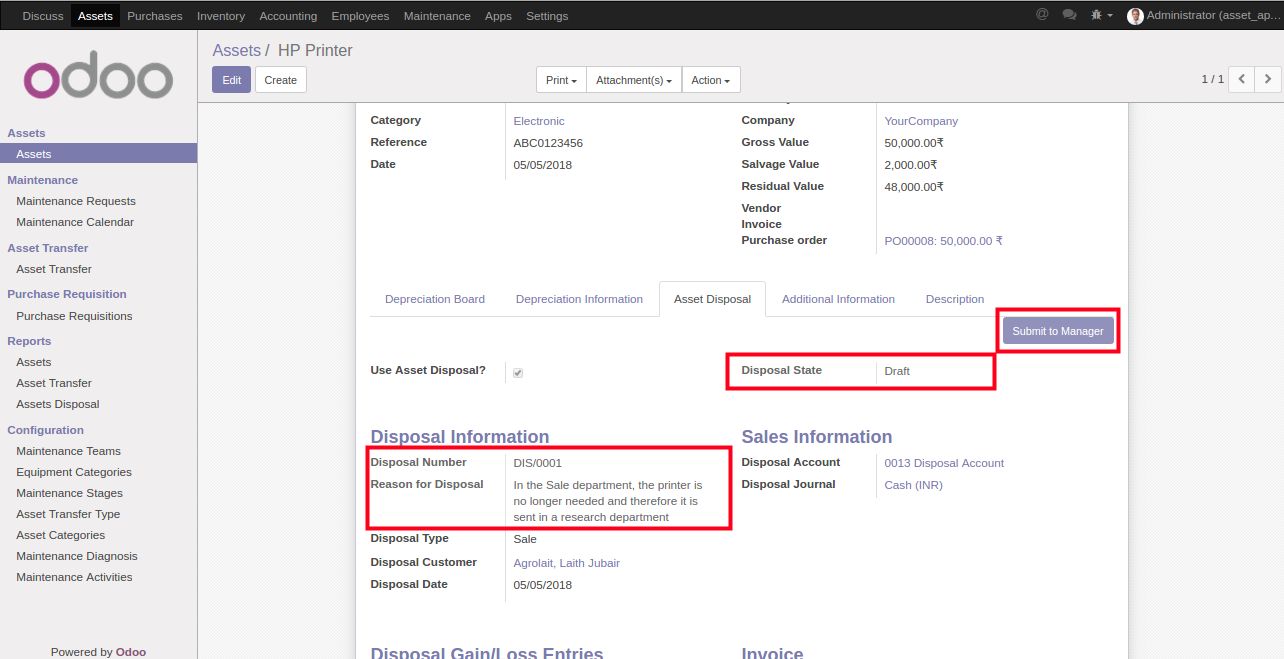 Discuss Assets Purchases Inventory Accounting Employees Maintenance Apps Settings @ Administrator (asset_ap...
odoo
Assets
Assets
Maintenance
Maintenance Requests
Maintenance Calendar
Asset Transfer
Asset Transfer
Purchase Requisition
Purchase Requisitions
Reports
Assets
Asset Transfer
Assets Disposal
Configuration
Maintenance Teams
Equipment Categories
Maintenance Stages
Asset Transfer Type
Asset Categories
Maintenance Diagnosis
Maintenance Activities
Powered by Odoo
Assets / HP Printer
Edit Create Print Attachment(s) Action 1 / 1
Category Electronic
Reference ABC0123456
Date 05/05/2018
Company YourCompany
Gross Value 50,000.00₹
Salvage Value 2,000.00₹
Residual Value 48,000.00₹
Vendor
Invoice
Purchase order PO00008: 50,000.00 ₹
Depreciation Board Depreciation Information Asset Disposal Additional Information Description
Submit to Manager
Use Asset Disposal?
Disposal State Draft
Disposal Information
Disposal Number DIS/0001
Reason for Disposal In the Sale department, the printer is
no longer needed and therefore it is
sent in a research department
Disposal Type Sale
Disposal Customer Agrolait, Laith Jubair
Disposal Date 05/05/2018
Sales Information
Disposal Account 0013 Disposal Account
Disposal Journal Cash (INR)
Disposal Gain/Loss Entries
Invoice